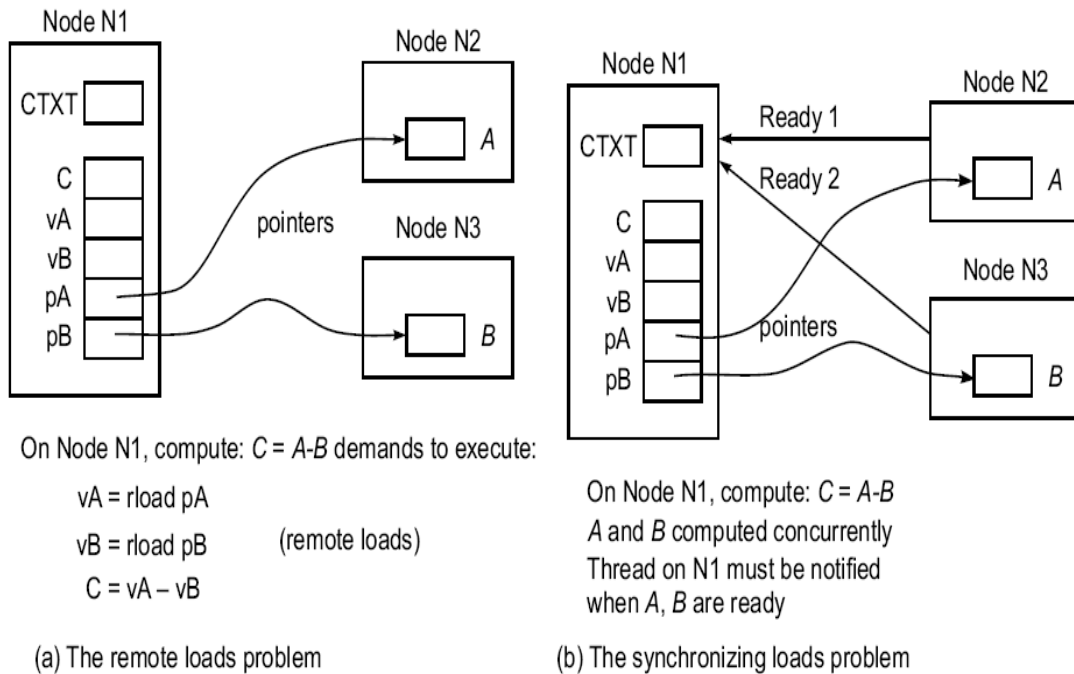 Node N1
Node N2
CTXT
A
C
vA
vB
pA
pB
pointers
Node N3
B
On Node N1, compute: C = A-B demands to execute:
vA = rload pA
vB = rload pB
(remote loads)
C = vA – vB
(a) The remote loads problem
Node N1
Node N2
Ready 1
CTXT
Ready 2
A
C
vA
vB
pA
pB
pointers
Node N3
B
On Node N1, compute: C = A-B
A and B computed concurrently
Thread on N1 must be notified
when A, B are ready
(b) The synchronizing loads problem